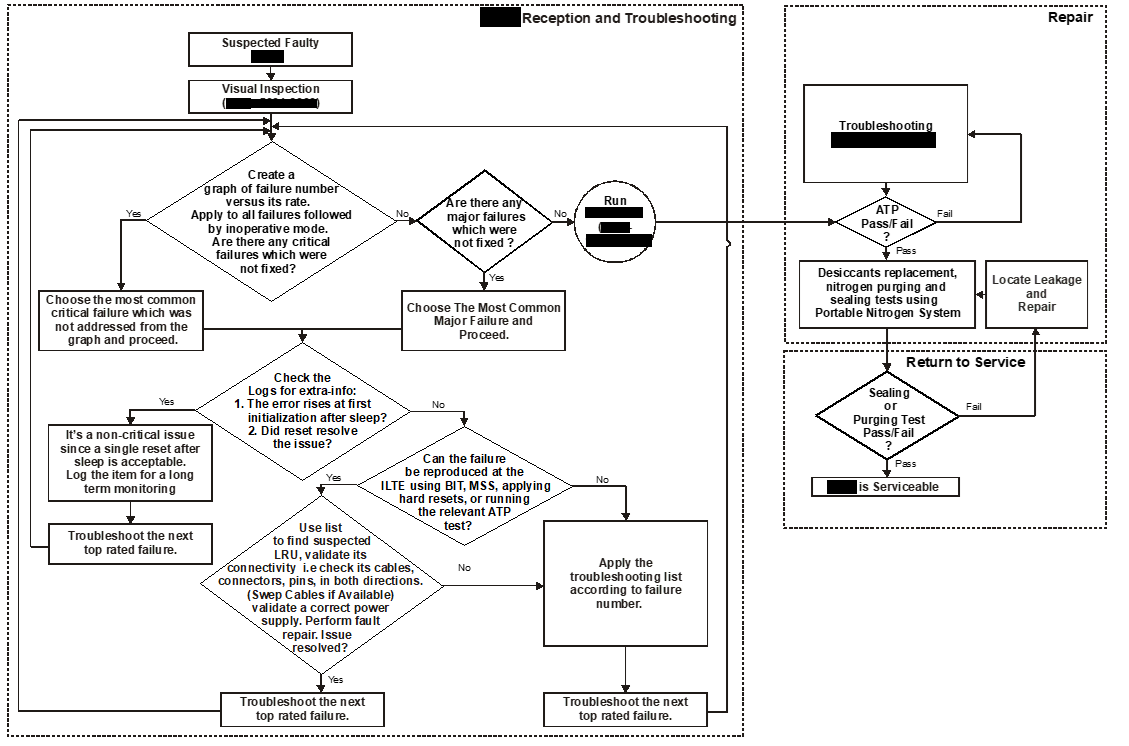 Reception and Troubleshooting
Suspected Faulty
Visual Inspection
Create a
graph of failure number
versus its rate.
Apply to all failures followed
by inoperative mode.
Are there any critical
failures which were
not fixed?
Yes
No
Are there any
major failures
which were
not fixed ?
No
Yes
Run
Choose the most common
critical failure which was
not addressed from the
graph and proceed.
Choose The Most Common
Major Failure and
Proceed.
Check the
Logs for extra-info:
1. The error rises at first
initialization after sleep?
2. Did reset resolve
the issue?
Yes
No
It's a non-critical issue
since a single reset after
sleep is acceptable.
Log the item for a long
term monitoring
Troubleshoot the next
top rated failure.
Can the failure
be reproduced at the
ILTE using BIT, MSS, applying
hard resets, or running
the relevant ATP
test?
Yes
No
Use list
to find suspected
LRU, validate its
connectivity i.e check its cables,
connectors, pins, in both directions.
(Swep Cables if Available)
validate a correct power
supply. Perform fault
repair. Issue
resolved?
No
Yes
Apply the
troubleshooting list
according to failure
number.
Troubleshoot the next
top rated failure.
Troubleshoot the next
top rated failure.
Repair
Troubleshooting
ATP
Pass/Fail
?
Fail
Pass
Desiccants replacement,
nitrogen purging and
sealing tests using
Portable Nitrogen System
Locate Leakage
and
Repair
Return to Service
Sealing
or
Purging Test
Pass/Fail
?
Fail
Pass
is Serviceable